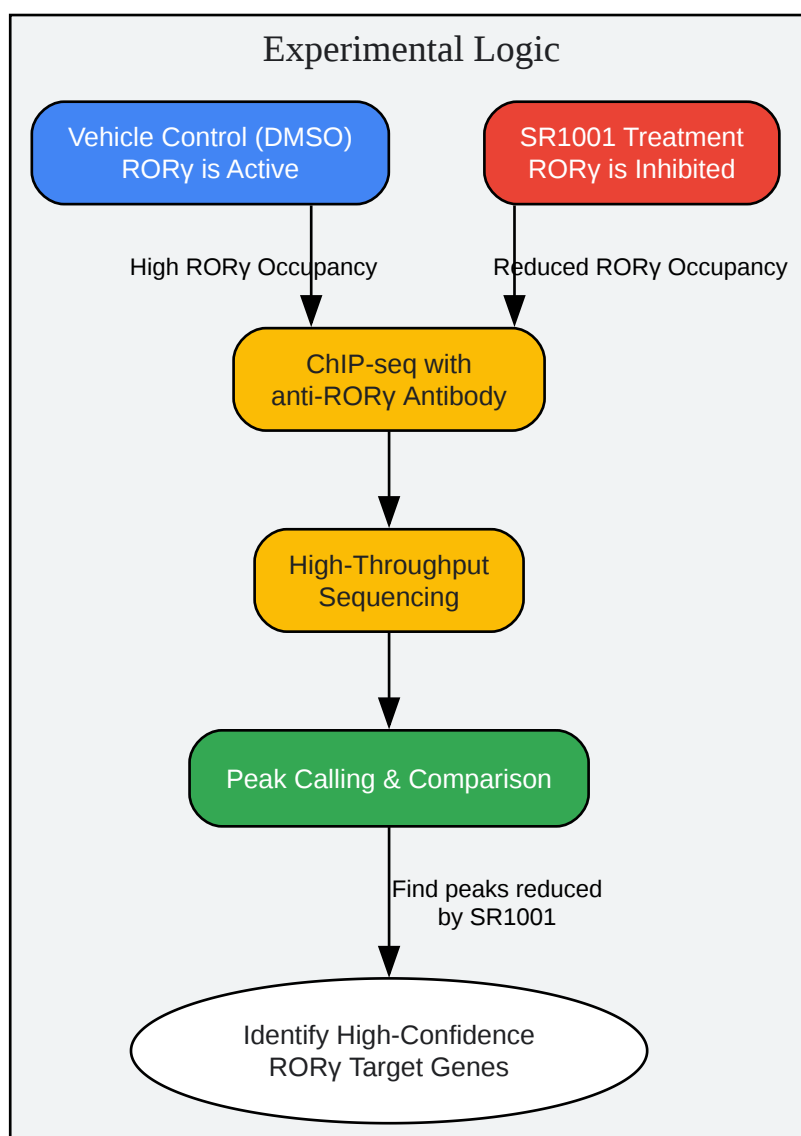 Experimental Logic
Vehicle Control (DMSO)
RORγ is Active
SR1001 Treatment
RORγ is Inhibited
High RORγ Occupancy
Reduced RORγ Occupancy
ChIP-seq with
anti-RORγ Antibody
High-Throughput
Sequencing
Peak Calling & Comparison
Find peaks reduced
by SR1001
Identify High-Confidence
RORγ Target Genes